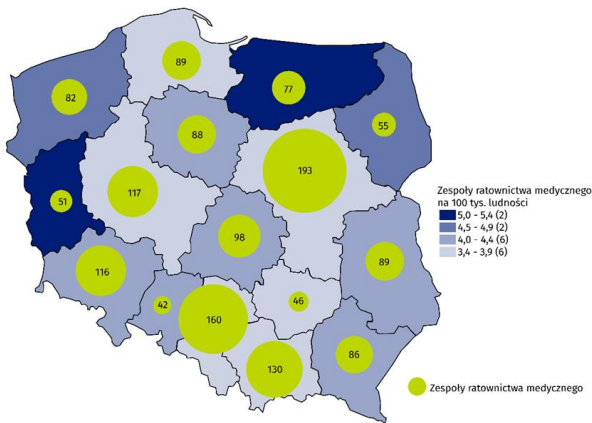 89
82
77
88
55
193
51
117
98
116
89
42
160
46
130
86
Zespoły ratownictwa medycznego
na 100 tys. ludności
5,0 - 5,4 (2)
4,5 - 4,9 (2)
4,0 - 4,4 (6)
3,4 - 3,9 (6)
Zespoły ratownictwa medycznego